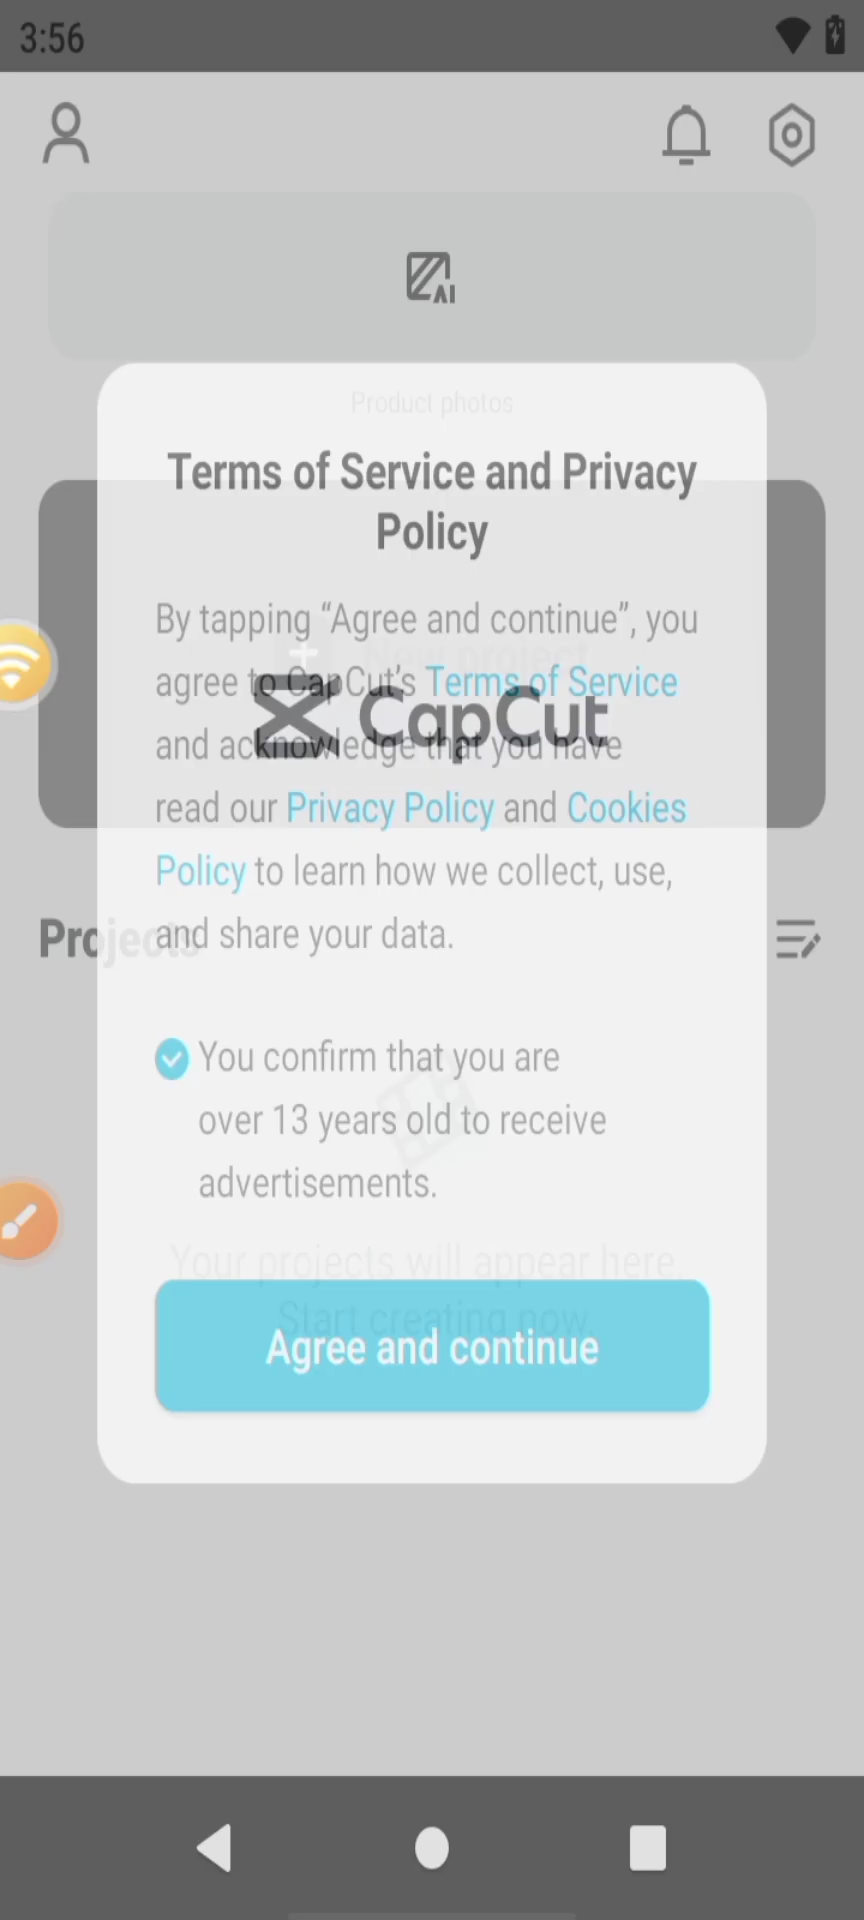 3:56
AI
Product photos
Terms of Service and Privacy
Policy
By tapping “Agree and continue”, you
New project
agree to CapCut's Terms of Service
CapCut
and acknowledge that you have
read our Privacy Policy and Cookies
Policy to learn how we collect, use,
and share your data.
Projects
You confirm that you are
over 13 years old to receive
advertisements.
Your projects will appear here.
Start creating now.
Agree and continue